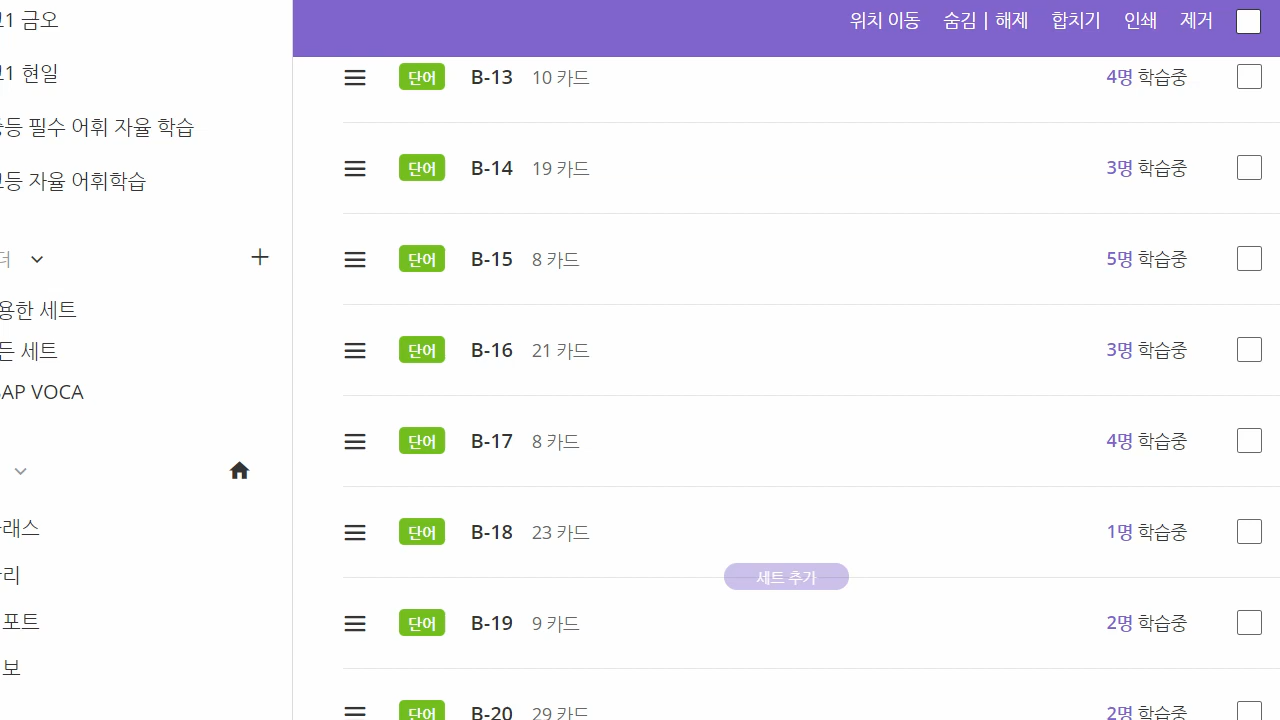 1 금오
1 현일
등 필수 어휘 자율 학습
등 자율 어휘학습
더
용한 세트
든 세트
AP VOCA
래스
리
포트
보
위치 이동 숨김 | 해제 합치기 인쇄 제거
단어 B-13 10 카드 4명 학습중
단어 B-14 19 카드 3명 학습중
단어 B-15 8 카드 5명 학습중
단어 B-16 21 카드 3명 학습중
단어 B-17 8 카드 4명 학습중
단어 B-18 23 카드 1명 학습중
세트 추가
단어 B-19 9 카드 2명 학습중
단어 B-20 29 카드 2명 학습중